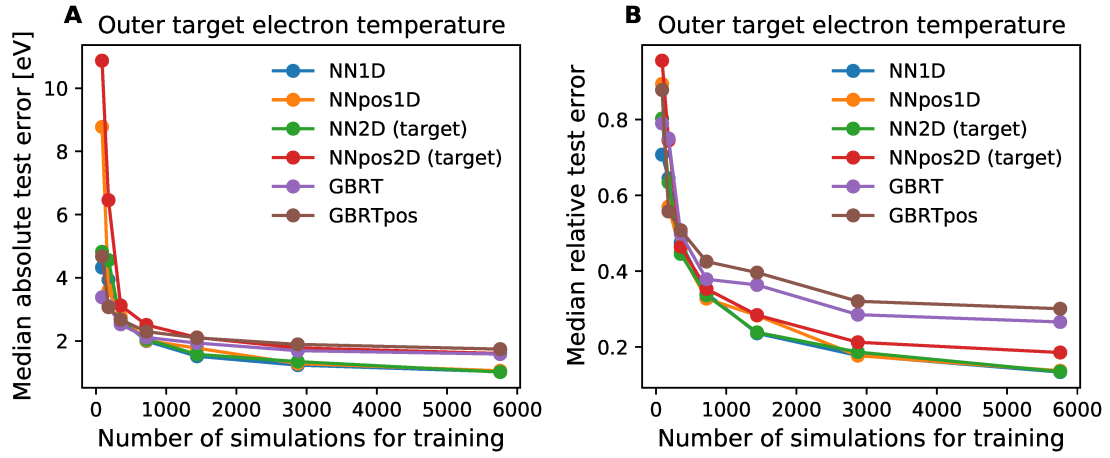 A
Outer target electron temperature
Median absolute test error [eV]
10
8
6
4
2
0
1000
2000
3000
4000
5000
6000
Number of simulations for training
NN1D
NNpos1D
NN2D (target)
NNpos2D (target)
GBRT
GBRTpos
B
Outer target electron temperature
Median relative test error
0.8
0.6
0.4
0.2
0
1000
2000
3000
4000
5000
6000
Number of simulations for training
NN1D
NNpos1D
NN2D (target)
NNpos2D (target)
GBRT
GBRTpos